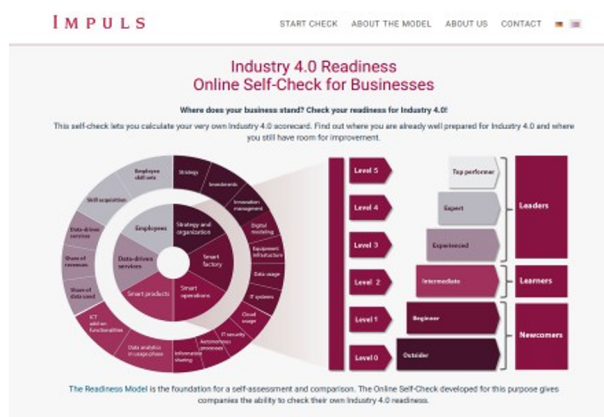 IMPULS
START CHECK ABOUT THE MODEL ABOUT US CONTACT
Industry 4.0 Readiness
Online Self-Check for Businesses
Where does your business stand? Check your readiness for Industry 4.0!
This self-check lets you calculate your very own Industry 4.0 scorecard. Find out where you are already well prepared for Industry 4.0 and where
you still have room for improvement.
Employee
skill sets
Strategy
Investments
Innovation
management
Digital
modeling
Equipment
infrastructure
Data usage
IT systems
Cloud
usage
IT security
Autonomous
processes
Information
sharing
Data analytics
in usage phase
ICT
add-on
functionalities
Share of
data used
Share of
revenues
Data-driven
services
Skill acquisition
Employees
Strategy and
organization
Smart
factory
Smart
operations
Smart products
Data-driven
services
Level 5
Top performer
Level 4
Expert
Leaders
Level 3
Experienced
Level 2
Intermediate
Learners
Level 1
Beginner
Newcomers
Level 0
Outsider
The Readiness Model is the foundation for a self-assessment and comparison. The Online Self-Check developed for this purpose gives
companies the ability to check their own Industry 4.0 readiness.